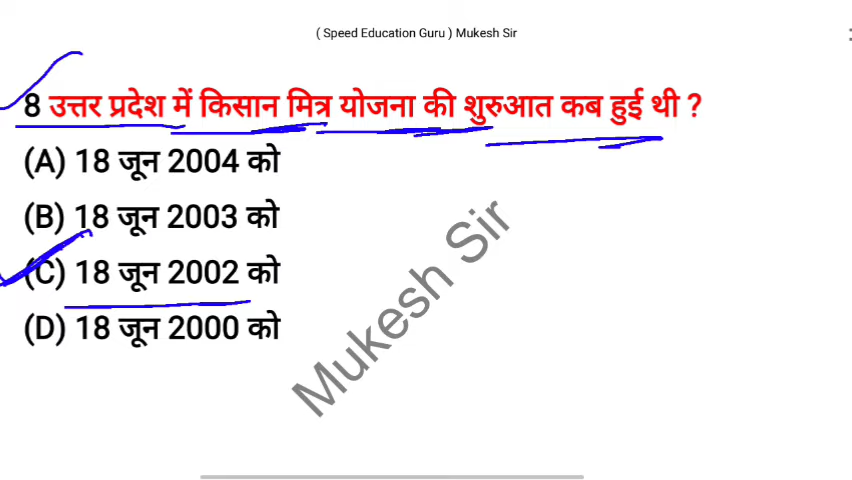 ( Speed Education Guru ) Mukesh Sir
8 उत्तर प्रदेश में किसान मित्र योजना की शुरुआत कब हुई थी ?
(A) 18 जून 2004 को
(B) 18 जून 2003 को
(C) 18 जून 2002 को
(D) 18 जून 2000 को
Mukesh Sir